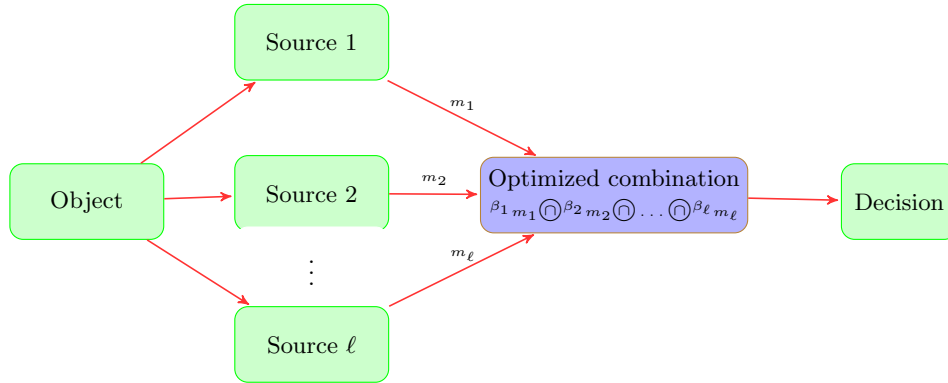 Source 1
m₁
Object
Source 2
m₂
Optimized combination
β₁m₁⋒β₂m₂⋒…⋒βℓmℓ
Decision
mℓ
⋮
Source ℓ